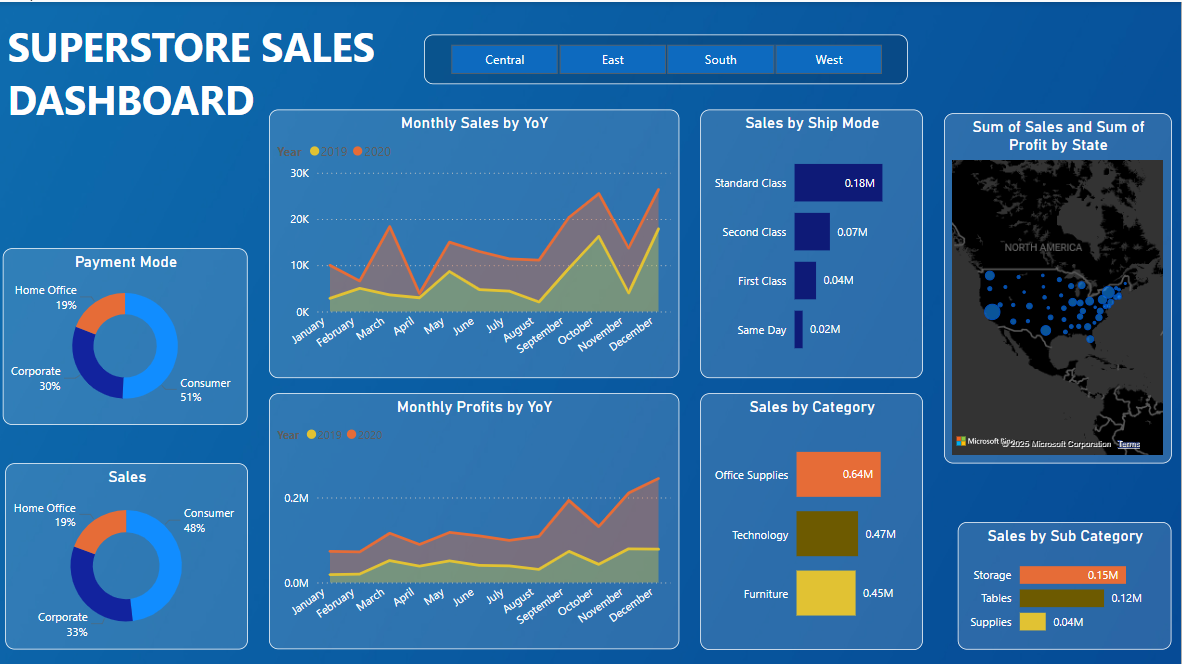 SUPERSTORE SALES
DASHBOARD
Central
East
South
West
Payment Mode
Home Office
19%
Corporate
30%
Consumer
51%
Sales
Home Office
19%
Consumer
48%
Corporate
33%
Monthly Sales by YoY
Year 2019 2020
30K
20K
10K
0K
January
February
March
April
May
June
July
August
September
October
November
December
Monthly Profits by YoY
Year 2019 2020
0.2M
0.0M
January
February
March
April
May
June
July
August
September
October
November
December
Sales by Ship Mode
Standard Class 0.18M
Second Class 0.07M
First Class 0.04M
Same Day 0.02M
Sales by Category
Office Supplies 0.64M
Technology 0.47M
Furniture 0.45M
Sum of Sales and Sum of
Profit by State
NORTH AMERICA
Microsoft Bing
© 2025 Microsoft Corporation Terms
Sales by Sub Category
Storage 0.15M
Tables 0.12M
Supplies 0.04M